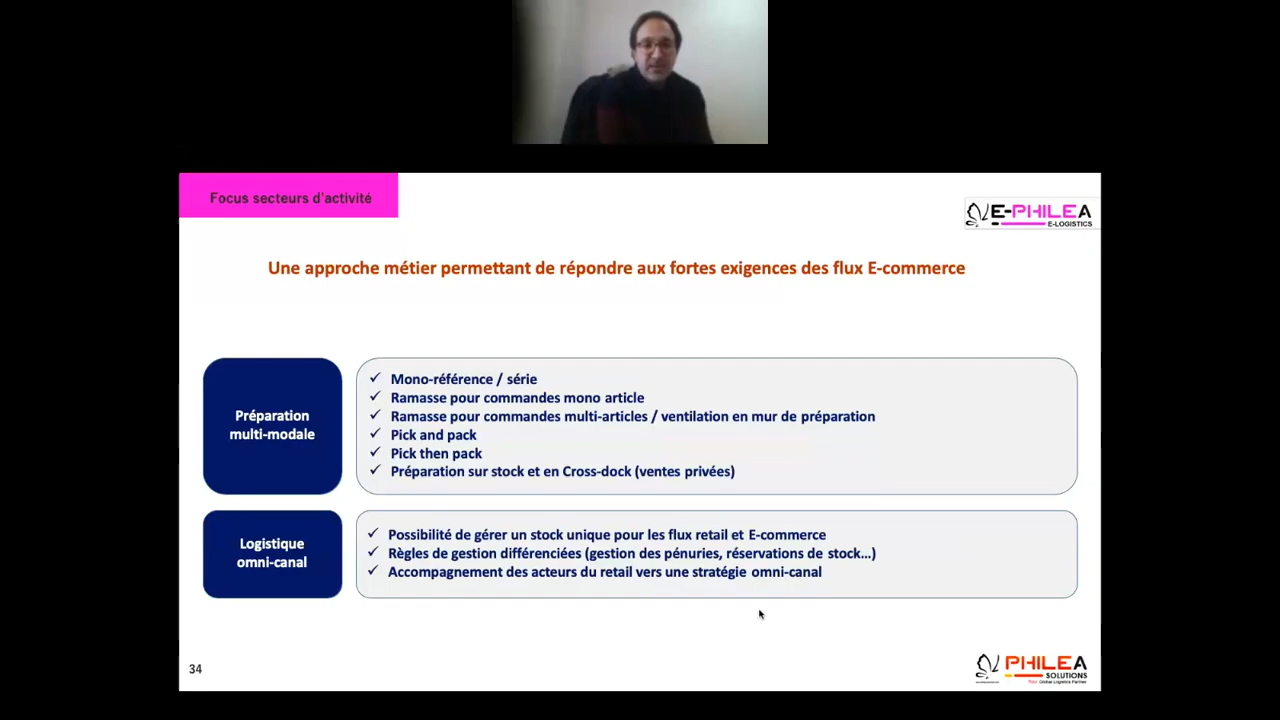 Focus secteurs d'activité
E-PHILEA
E-LOGISTICS
Une approche métier permettant de répondre aux fortes exigences des flux E-commerce
Préparation
multi-modale
Mono-référence / série
Ramasse pour commandes mono article
Ramasse pour commandes multi-articles / ventilation en mur de préparation
Pick and pack
Pick then pack
Préparation sur stock et en Cross-dock (ventes privées)
Logistique
omni-canal
Possibilité de gérer un stock unique pour les flux retail et E-commerce
Règles de gestion différenciées (gestion des pénuries, réservations de stock…)
Accompagnement des acteurs du retail vers une stratégie omni-canal
34
PHILEA
SOLUTIONS
Your Global Logistics Partner